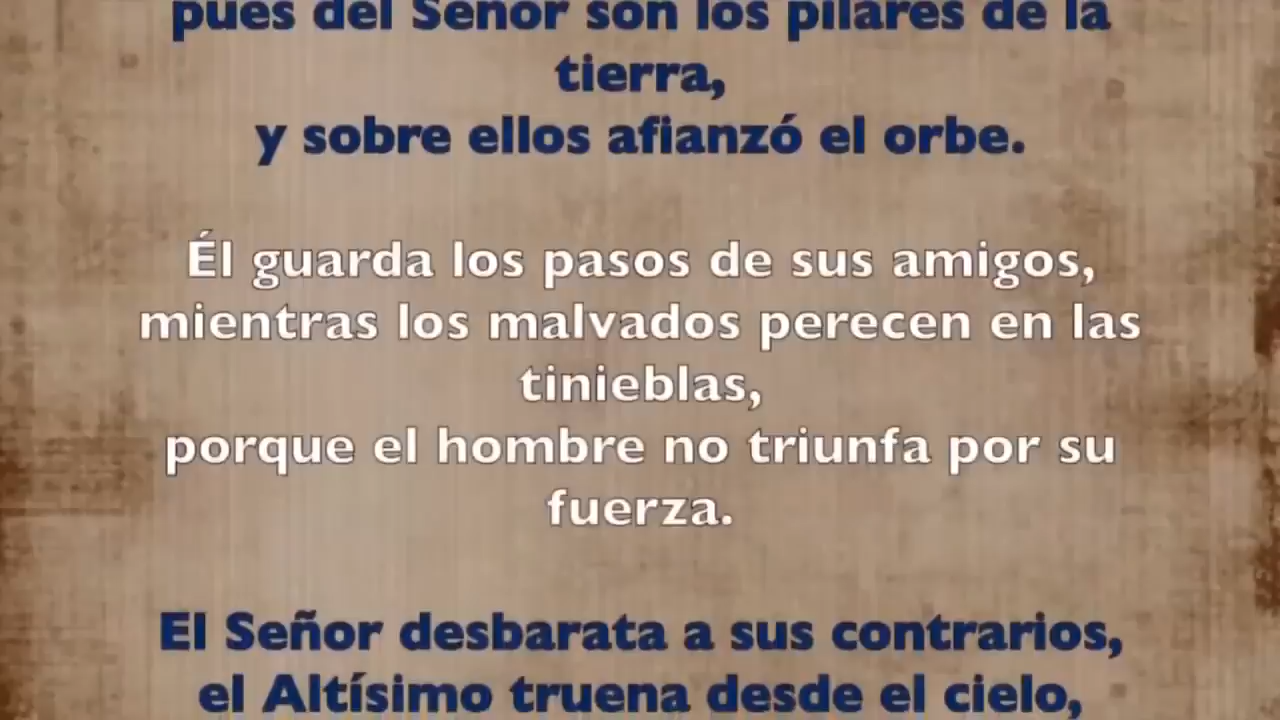 pues del Señor son los pilares de la
tierra,
y sobre ellos afianzó el orbe.
Él guarda los pasos de sus amigos,
mientras los malvados perecen en las
tinieblas,
porque el hombre no triunfa por su
fuerza.
El Señor desbarata a sus contrarios,
el Altísimo truena desde el cielo,